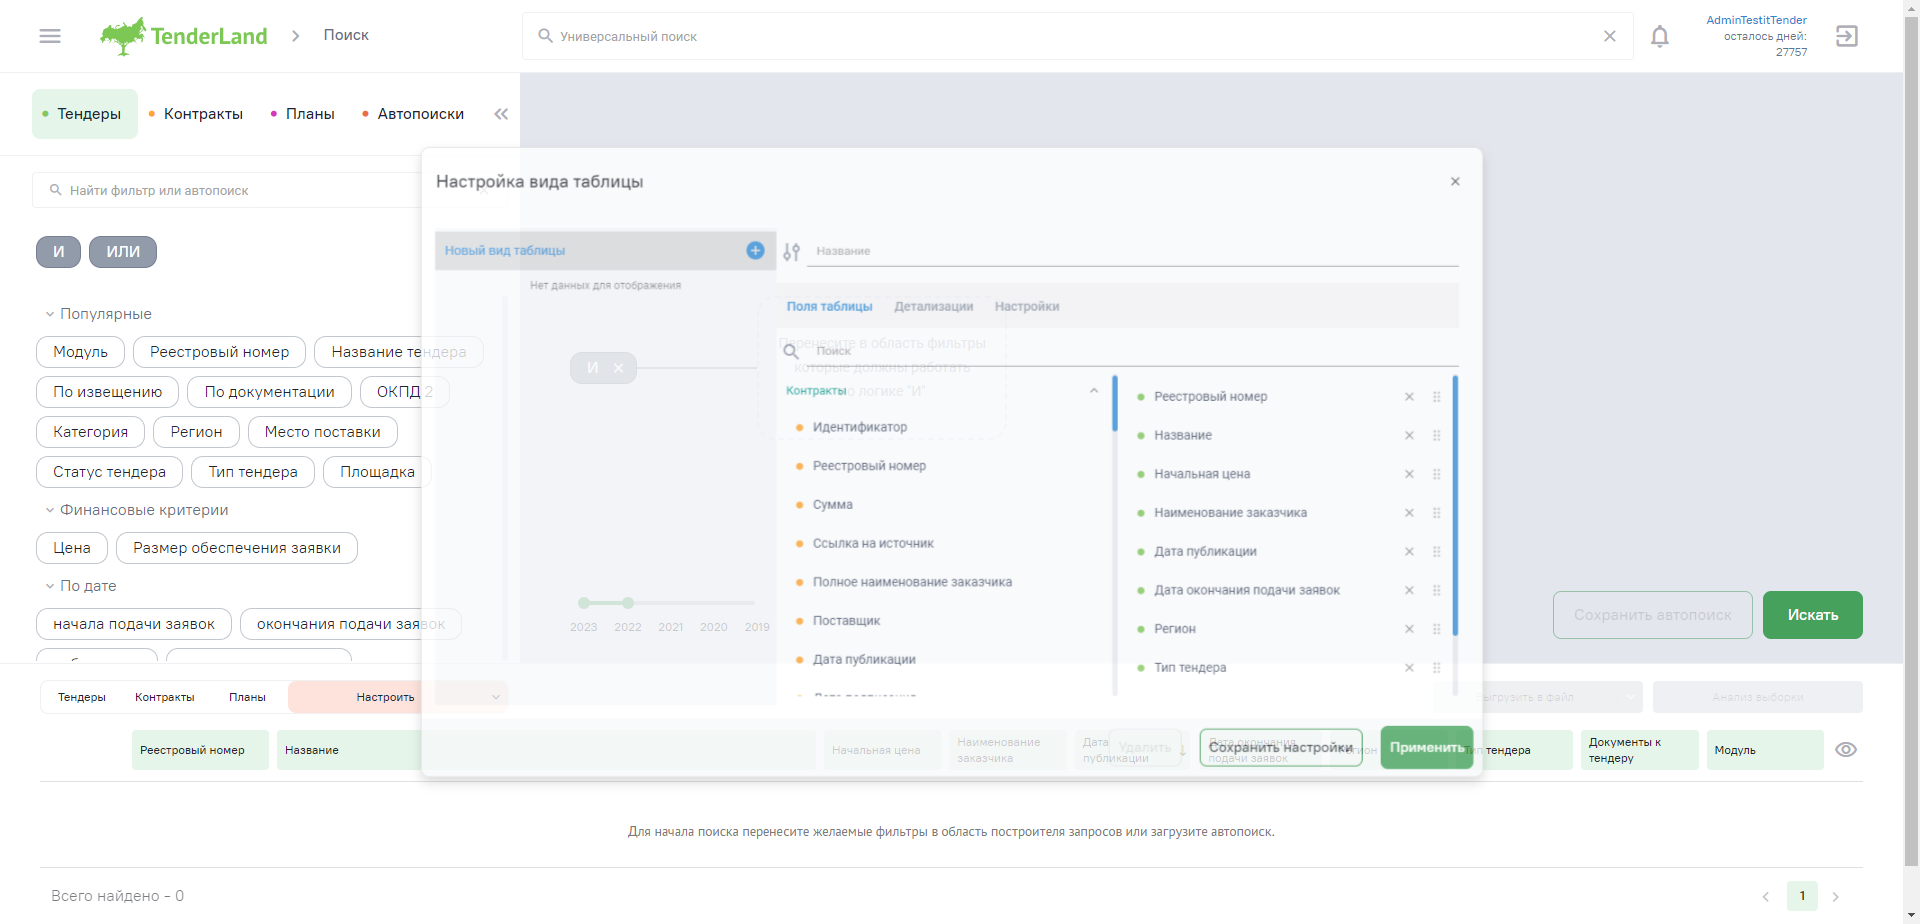 TenderLand
Поиск
Универсальный поиск
AdminTestitTender
осталось дней:
27757
Тендеры
Контракты
Планы
Автопоиски
Найти фильтр или автопоиск
И
ИЛИ
Популярные
Модуль
Реестровый номер
Название тендера
По извещению
По документации
ОКПД 2
Категория
Регион
Место поставки
Статус тендера
Тип тендера
Площадка
Финансовые критерии
Цена
Размер обеспечения заявки
По дате
начала подачи заявок
окончания подачи заявок
Настройка вида таблицы
Новый вид таблицы
Нет данных для отображения
И
2023
2022
2021
2020
2019
Название
Поля таблицы
Детализации
Настройки
Перенесите в область фильтры
которые должны работать
по логике "И"
Поиск
Контракты
Идентификатор
Реестровый номер
Сумма
Ссылка на источник
Полное наименование заказчика
Поставщик
Дата публикации
Реестровый номер
Название
Начальная цена
Наименование заказчика
Дата публикации
Дата окончания подачи заявок
Регион
Тип тендера
Удалить
Сохранить настройки
Применить
Сохранить автопоиск
Искать
Тендеры
Контракты
Планы
Настроить
Выгрузить в файл
Анализ выборки
Реестровый номер
Название
Начальная цена
Наименование
заказчика
Дата
публикации
Дата окончания
подачи заявок
Регион
Тип тендера
Документы к
тендеру
Модуль
Для начала поиска перенесите желаемые фильтры в область построителя запросов или загрузите автопоиск.
Всего найдено - 0
1